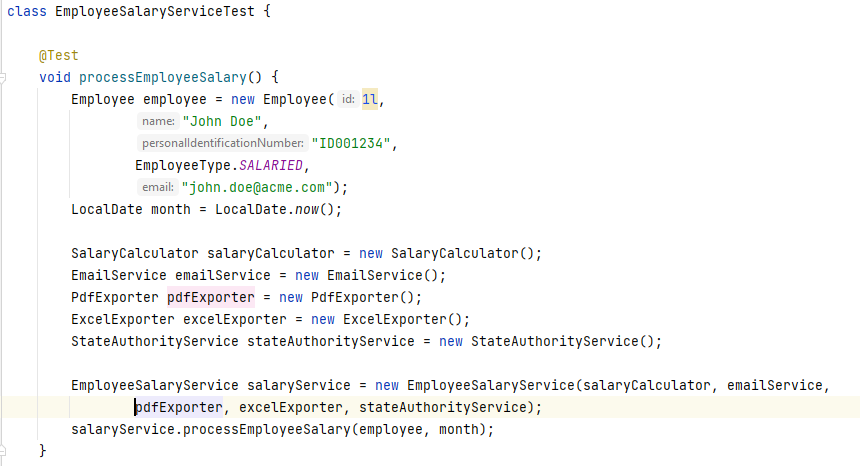 class EmployeeSalaryServiceTest {
@Test
void processEmployeeSalary() {
Employee employee = new Employee( id: 1l,
name: "John Doe",
personalIdentificationNumber: "ID001234",
EmployeeType.SALARIED,
email: "john.doe@acme.com");
LocalDate month = LocalDate.now();
SalaryCalculator salaryCalculator = new SalaryCalculator();
EmailService emailService = new EmailService();
PdfExporter pdfExporter = new PdfExporter();
ExcelExporter excelExporter = new ExcelExporter();
StateAuthorityService stateAuthorityService = new StateAuthorityService();
EmployeeSalaryService salaryService = new EmployeeSalaryService(salaryCalculator, emailService,
pdfExporter, excelExporter, stateAuthorityService);
salaryService.processEmployeeSalary(employee, month);
}